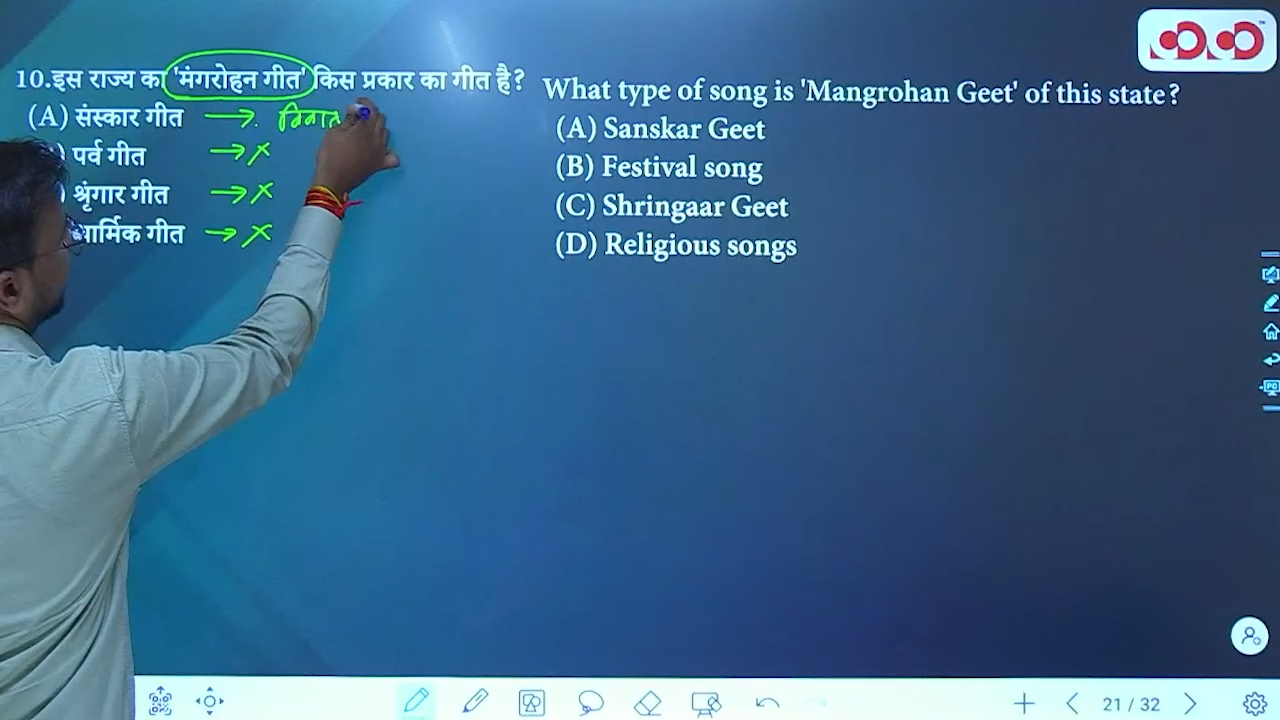 10.इस राज्य का 'मंगरोहन गीत' किस प्रकार का गीत है?
(A) संस्कार गीत
पर्व गीत
श्रृंगार गीत
धार्मिक गीत
What type of song is 'Mangrohan Geet' of this state?
(A) Sanskar Geet
(B) Festival song
(C) Shringaar Geet
(D) Religious songs
21 / 32